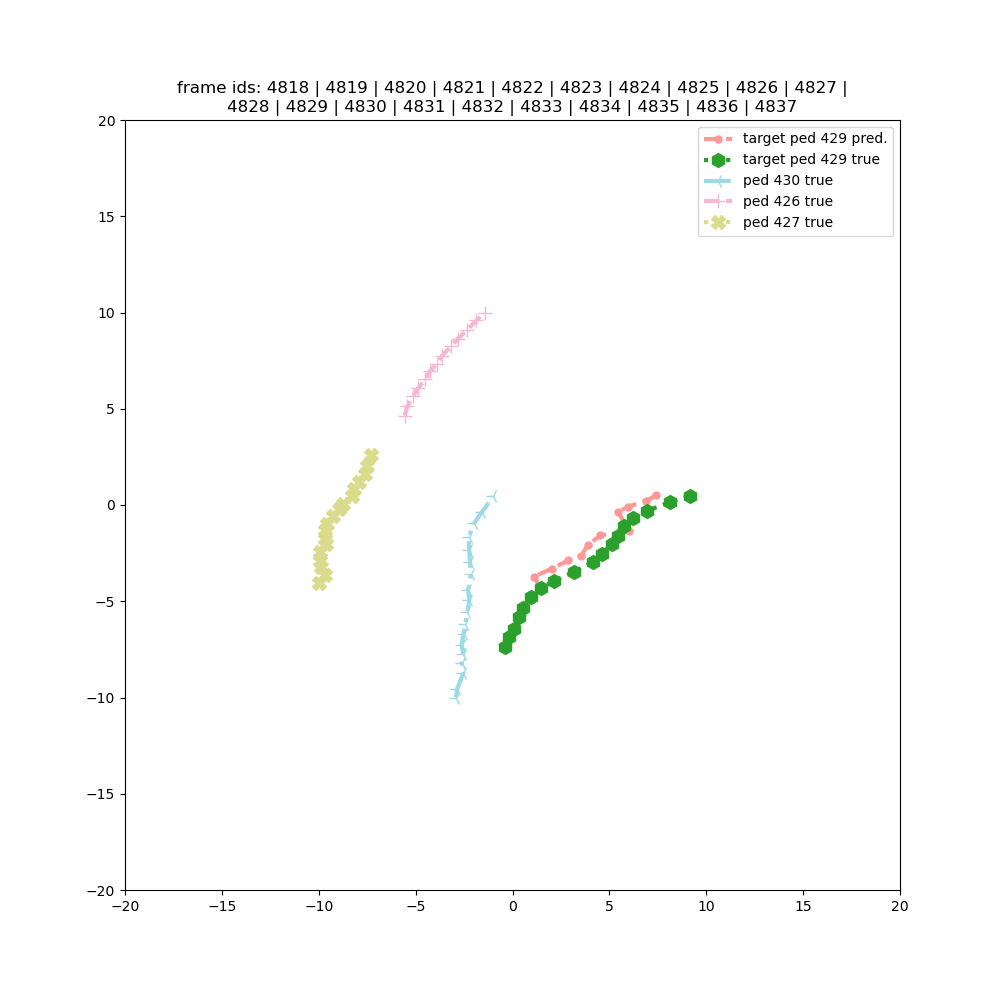 frame ids: 4818 | 4819 | 4820 | 4821 | 4822 | 4823 | 4824 | 4825 | 4826 | 4827 |
4828 | 4829 | 4830 | 4831 | 4832 | 4833 | 4834 | 4835 | 4836 | 4837
target ped 429 pred.
target ped 429 true
ped 430 true
ped 426 true
ped 427 true
20
15
10
5
0
−5
−10
−15
−20
−20 −15 −10 −5 0 5 10 15 20